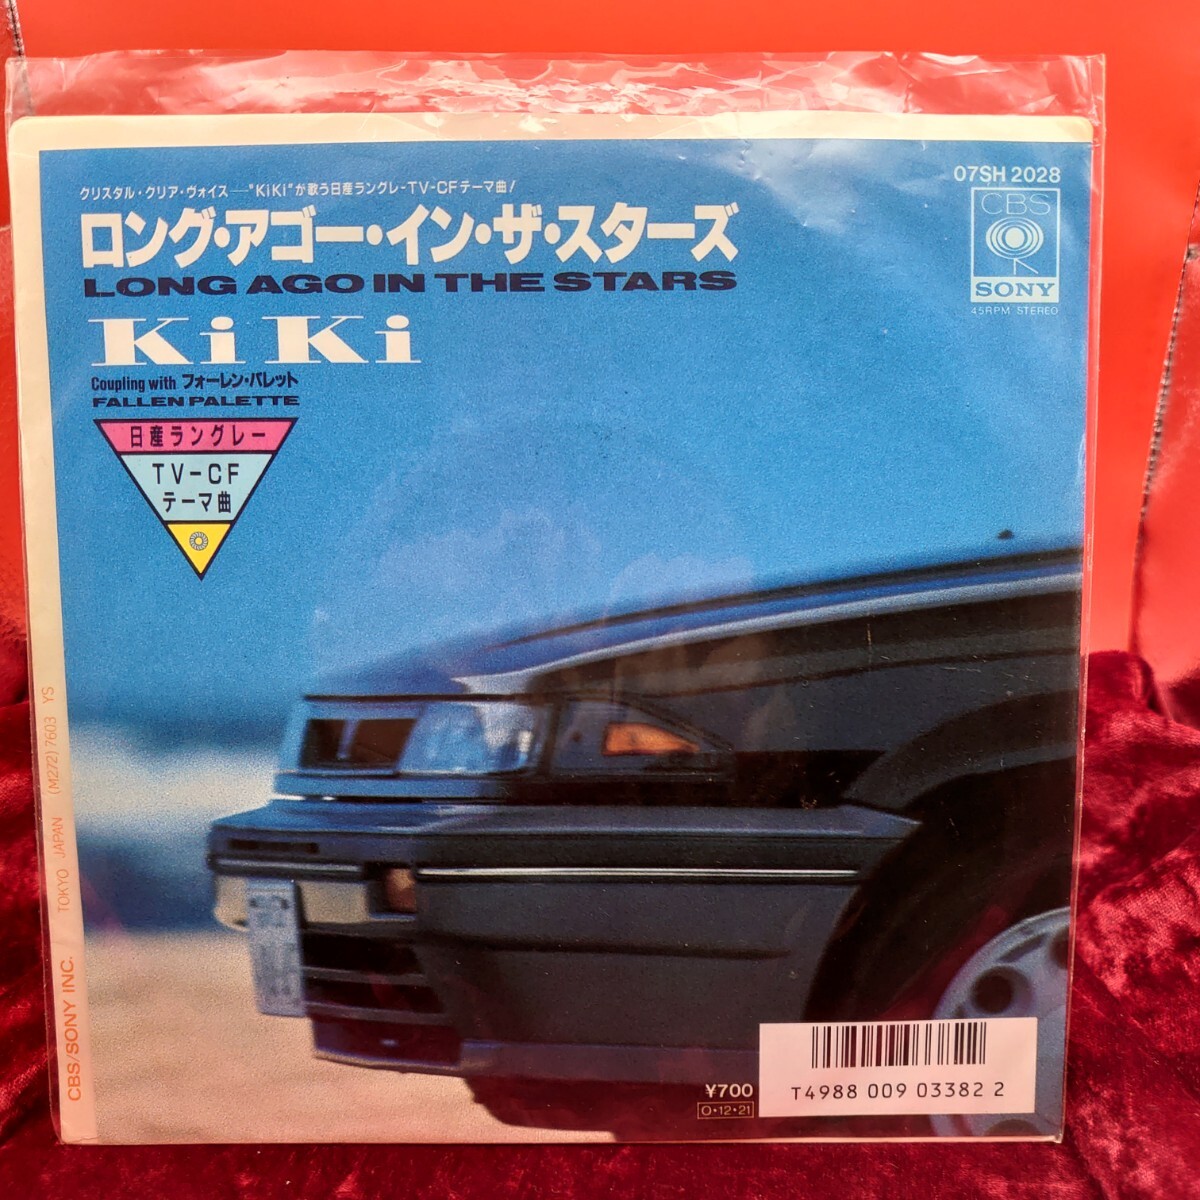 クリスタル・クリア・ヴォイス──"KiKi"が歌う日産ラングレ-TV-CFテーマ曲!
ロング・アゴー・イン・ザ・スターズ
LONG AGO IN THE STARS
KiKi
Coupling with フォーレン・パレット
FALLEN PALETTE
日産ラングレー
TV-CF
テーマ曲
07SH 2028
CBS
SONY
45RPM STEREO
CBS/SONY INC. / TOKYO JAPAN (M272) 7603 YS
¥700
O・12・21
T4988 009 03382 2